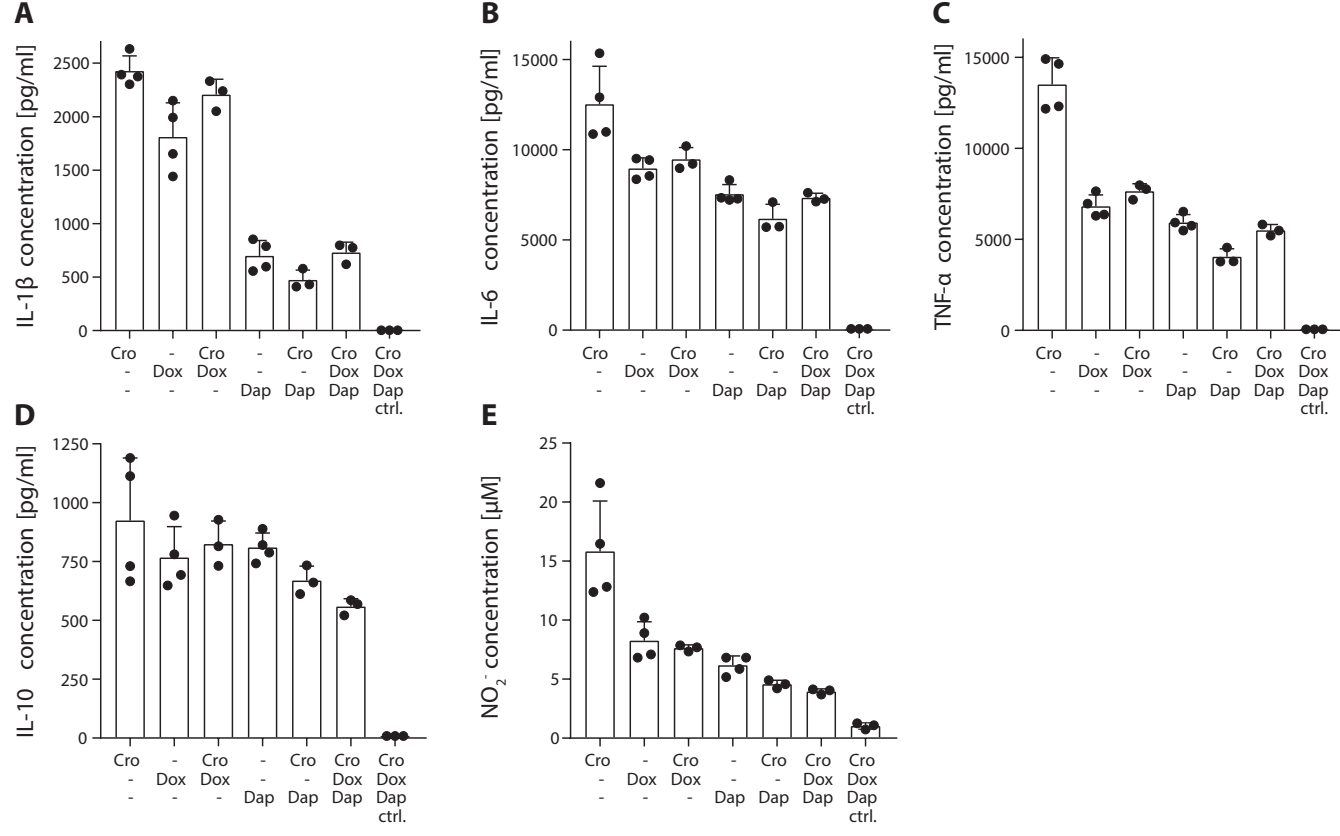 A
IL-1β concentration [pg/ml]
2500
2000
1500
1000
500
0
Cro - Cro - Cro Cro Cro
- Dox Dox - - Dox Dox
- - - Dap Dap Dap Dap
ctrl.
B
IL-6 concentration [pg/ml]
15000
10000
5000
0
Cro - Cro - Cro Cro Cro
- Dox Dox - - Dox Dox
- - - Dap Dap Dap Dap
ctrl.
C
TNF-α concentration [pg/ml]
15000
10000
5000
0
Cro - Cro - Cro Cro Cro
- Dox Dox - - Dox Dox
- - - Dap Dap Dap Dap
ctrl.
D
IL-10 concentration [pg/ml]
1250
1000
750
500
250
0
Cro - Cro - Cro Cro Cro
- Dox Dox - - Dox Dox
- - - Dap Dap Dap Dap
ctrl.
E
NO₂⁻ concentration [µM]
25
20
15
10
5
0
Cro - Cro - Cro Cro Cro
- Dox Dox - - Dox Dox
- - - Dap Dap Dap Dap
ctrl.